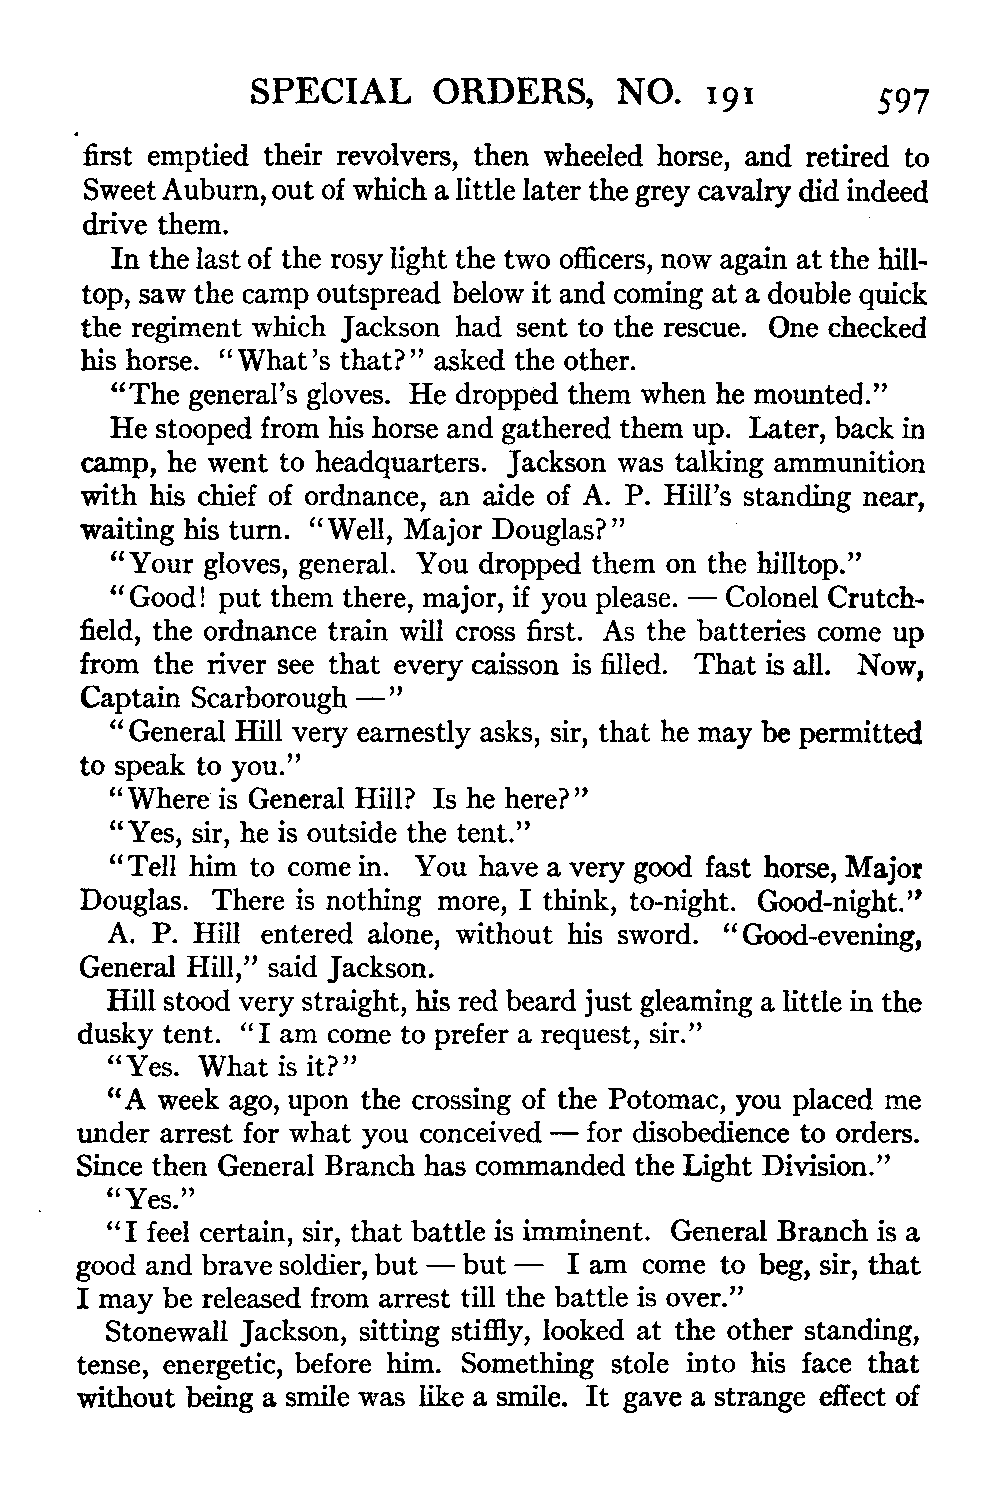 SPECIAL ORDERS, NO. 191 597
first emptied their revolvers, then wheeled horse, and retired to
Sweet Auburn, out of which a little later the grey cavalry did indeed
drive them.
In the last of the rosy light the two officers, now again at the hill-
top, saw the camp outspread below it and coming at a double quick
the regiment which Jackson had sent to the rescue. One checked
his horse. "What's that?" asked the other.
"The general's gloves. He dropped them when he mounted."
He stooped from his horse and gathered them up. Later, back in
camp, he went to headquarters. Jackson was talking ammunition
with his chief of ordnance, an aide of A. P. Hill's standing near,
waiting his turn. "Well, Major Douglas?"
"Your gloves, general. You dropped them on the hilltop."
"Good! put them there, major, if you please. — Colonel Crutch-
field, the ordnance train will cross first. As the batteries come up
from the river see that every caisson is filled. That is all. Now,
Captain Scarborough —"
"General Hill very earnestly asks, sir, that he may be permitted
to speak to you."
"Where is General Hill? Is he here?"
"Yes, sir, he is outside the tent."
"Tell him to come in. You have a very good fast horse, Major
Douglas. There is nothing more, I think, to-night. Good-night."
A. P. Hill entered alone, without his sword. "Good-evening,
General Hill," said Jackson.
Hill stood very straight, his red beard just gleaming a little in the
dusky tent. "I am come to prefer a request, sir."
"Yes. What is it?"
"A week ago, upon the crossing of the Potomac, you placed me
under arrest for what you conceived — for disobedience to orders.
Since then General Branch has commanded the Light Division."
"Yes."
"I feel certain, sir, that battle is imminent. General Branch is a
good and brave soldier, but — but — I am come to beg, sir, that
I may be released from arrest till the battle is over."
Stonewall Jackson, sitting stiffly, looked at the other standing,
tense, energetic, before him. Something stole into his face that
without being a smile was like a smile. It gave a strange effect of